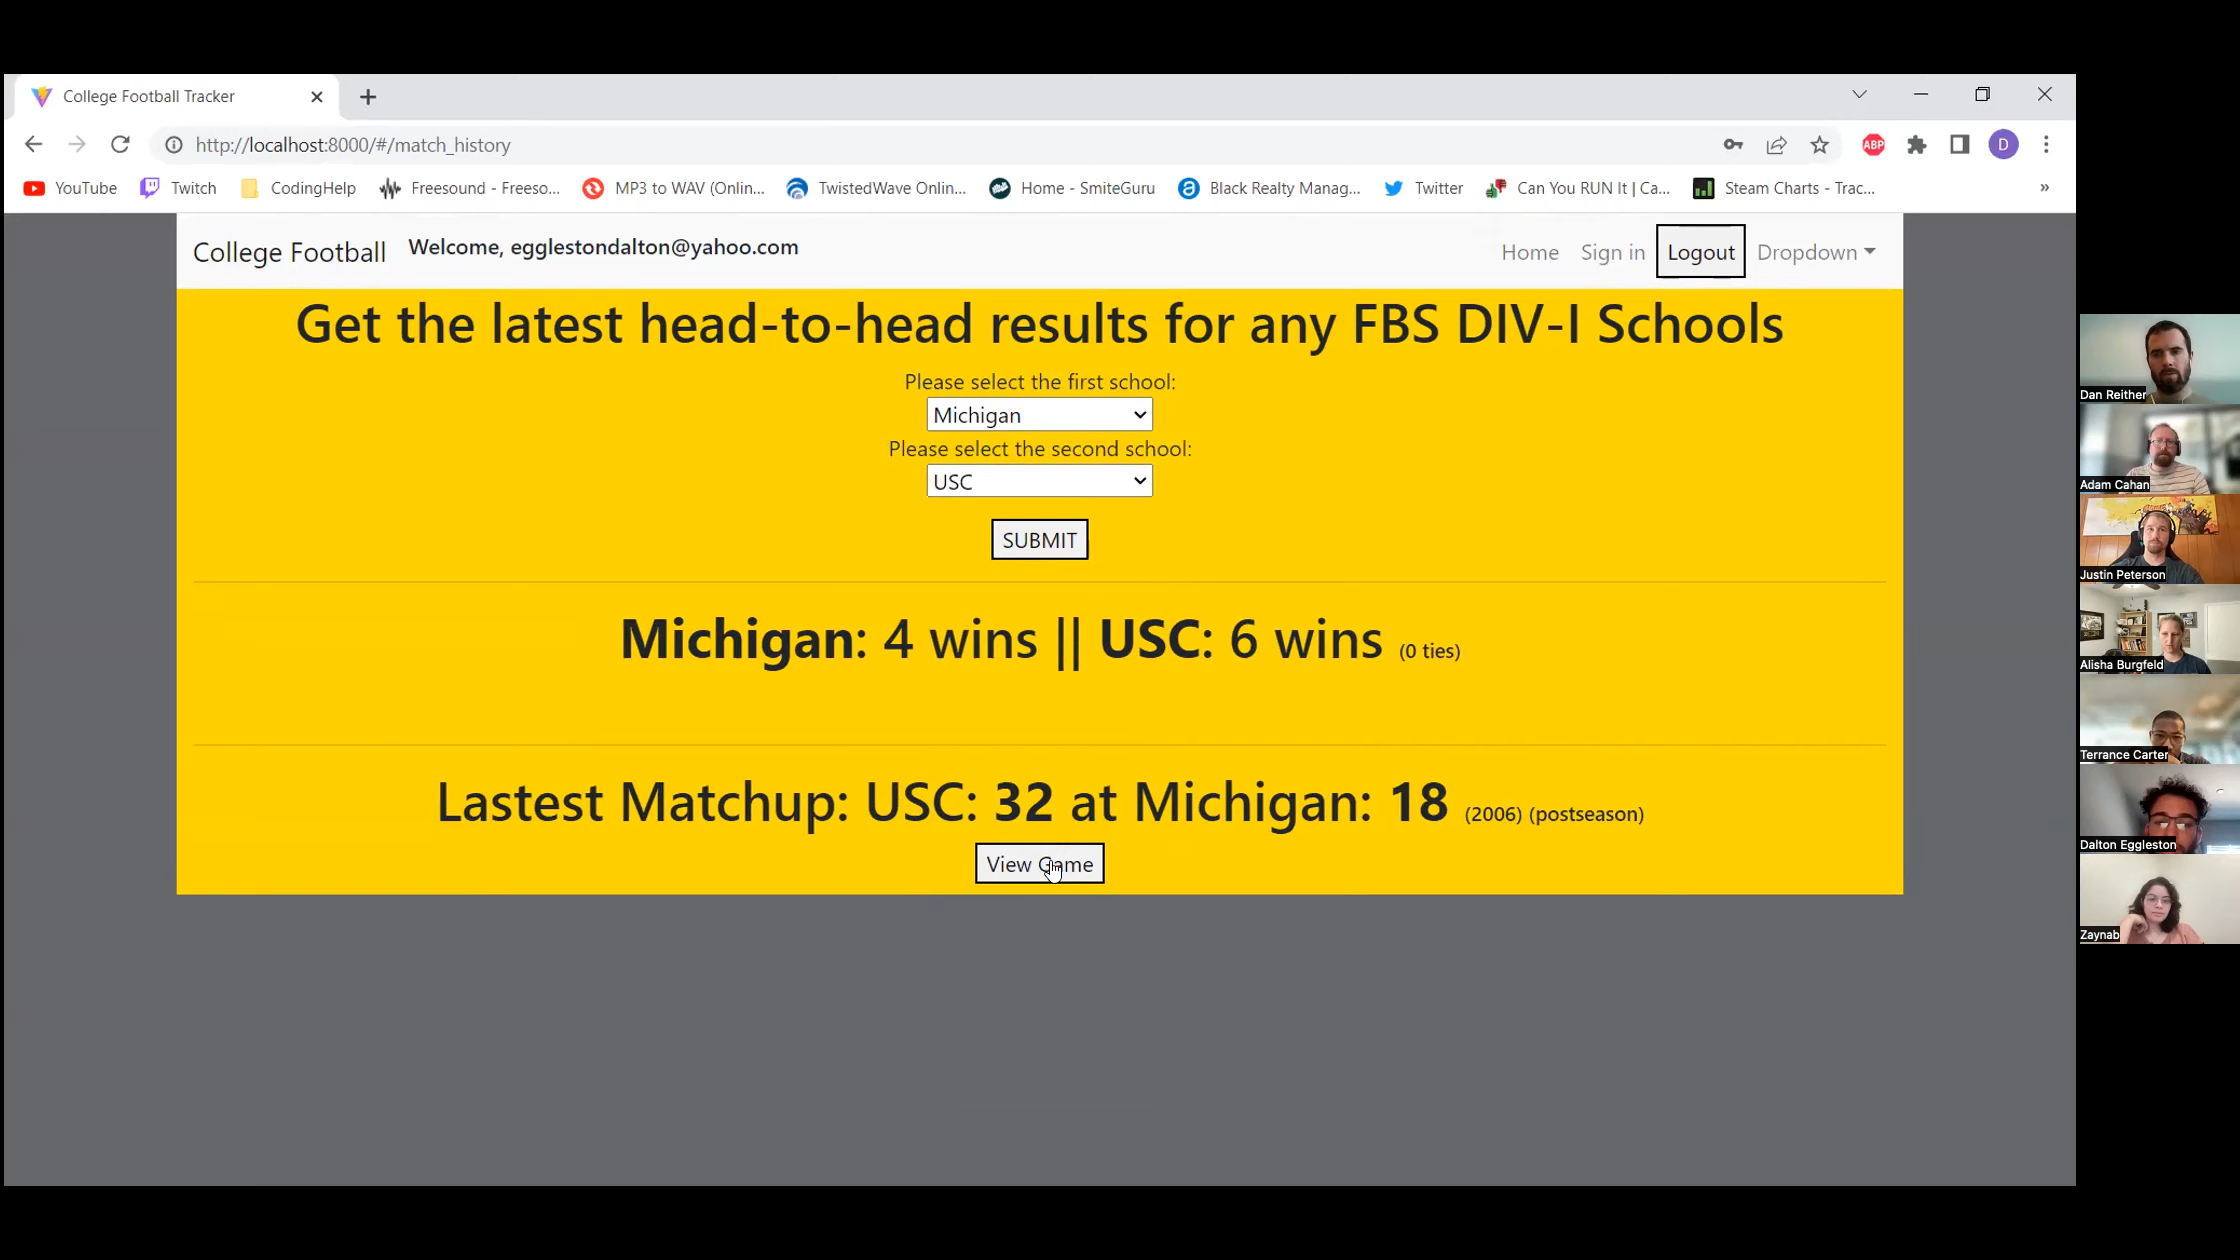 College Football Tracker
http://localhost:8000/#/match_history
ABP
D
YouTube
Twitch
CodingHelp
Freesound - Freeso...
MP3 to WAV (Onlin...
TwistedWave Onlin...
Home - SmiteGuru
Black Realty Manag...
Twitter
Can You RUN It | Ca...
Steam Charts - Trac...
»
College Football
Welcome, egglestondalton@yahoo.com
Home
Sign in
Logout
Dropdown
Get the latest head-to-head results for any FBS DIV-I Schools
Please select the first school:
Michigan
Please select the second school:
USC
SUBMIT
Michigan: 4 wins || USC: 6 wins (0 ties)
Lastest Matchup: USC: 32 at Michigan: 18 (2006) (postseason)
View Game
Dan Reither
Adam Cahan
Justin Peterson
Alisha Burgfeld
Terrance Carter
Dalton Eggleston
Zaynab